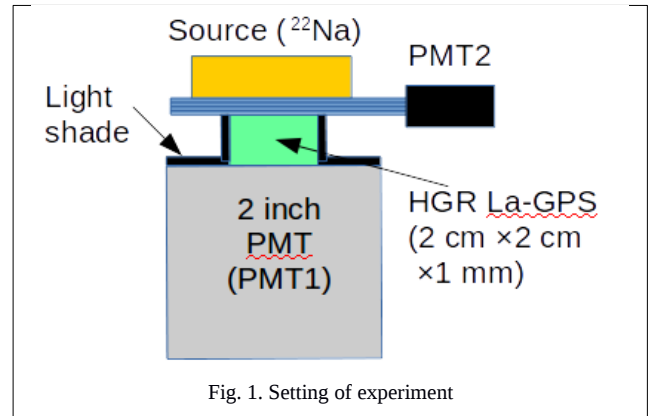 Source (²²Na)
PMT2
Light
shade
2 inch
PMT
(PMT1)
HGR La-GPS
(2 cm ×2 cm
×1 mm)
Fig. 1. Setting of experiment